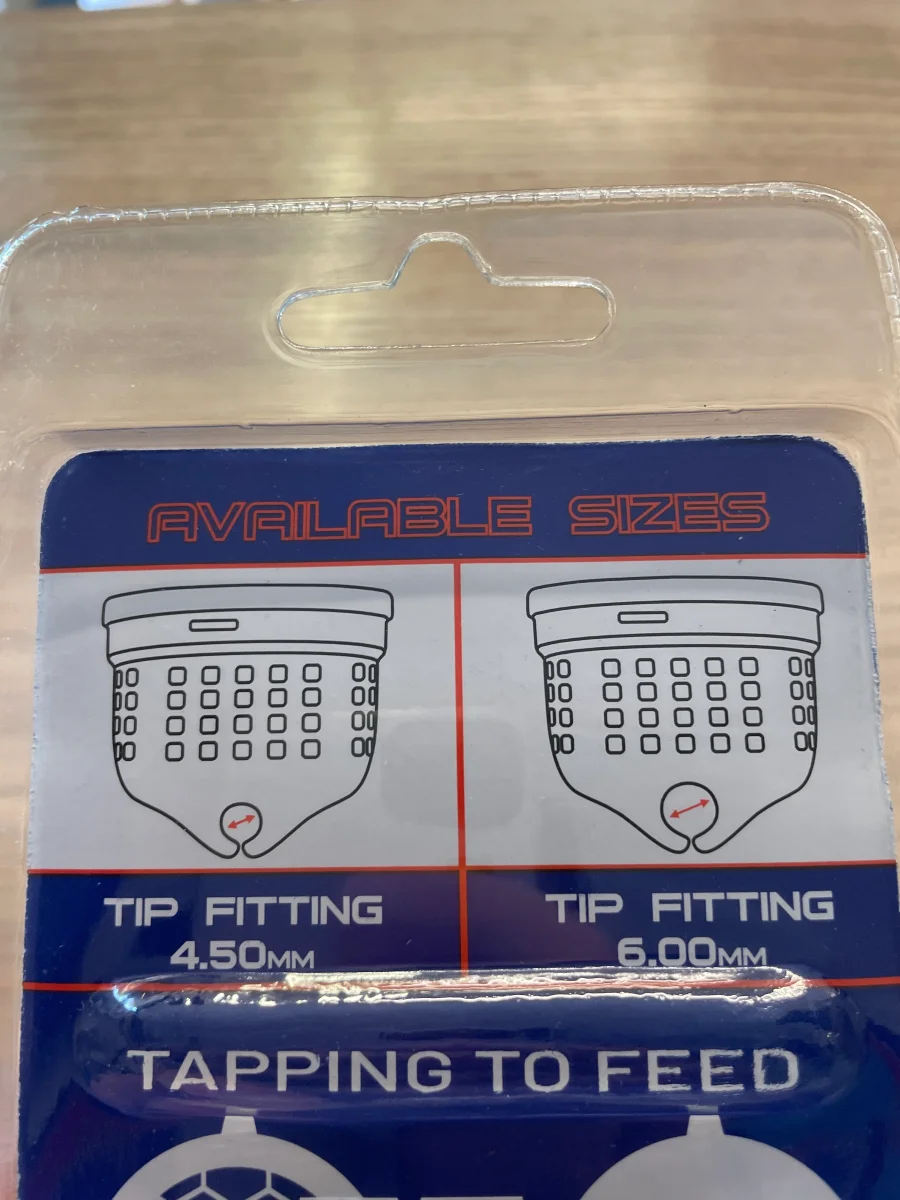 AVAILABLE SIZES
TIP FITTING
4.50MM
TIP FITTING
6.00MM
TAPPING TO FEED